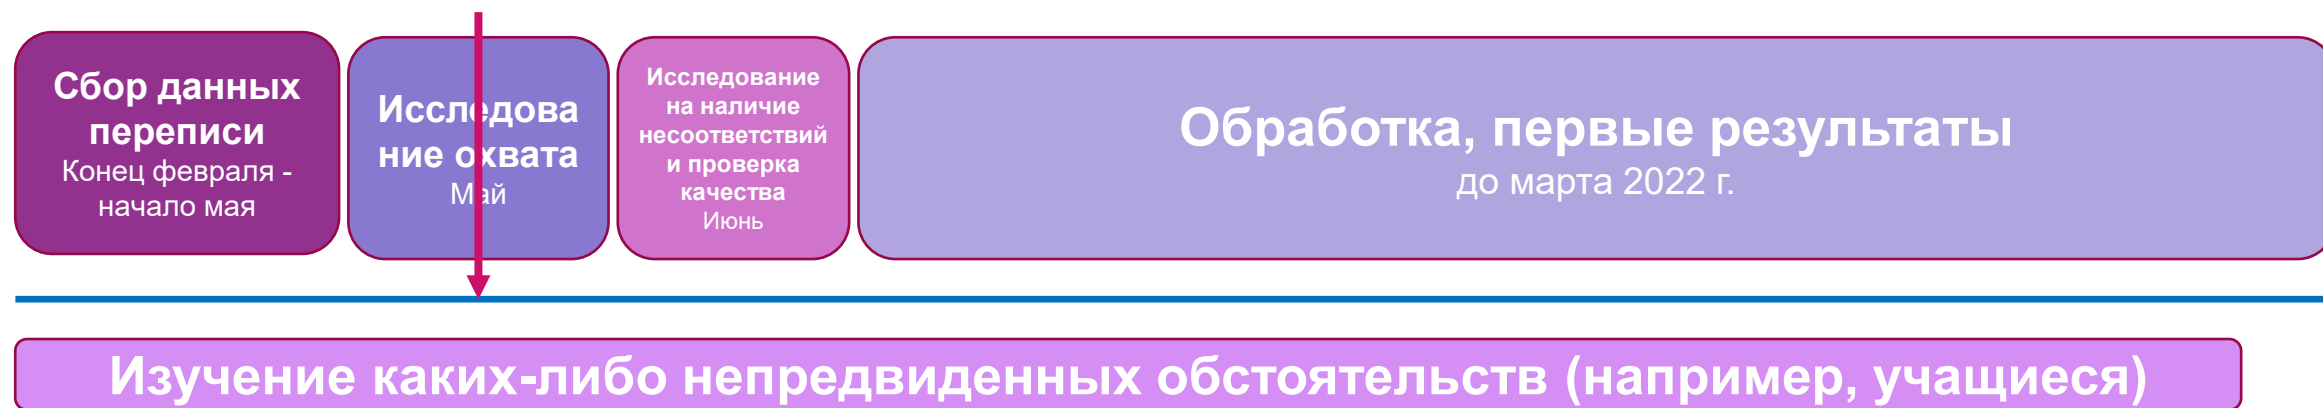 Сбор данных
переписи
Конец февраля -
начало мая
Исследова
ние охвата
Май
Исследование
на наличие
несоответствий
и проверка
качества
Июнь
Обработка, первые результаты
до марта 2022 г.
Изучение каких-либо непредвиденных обстоятельств (например, учащиеся)